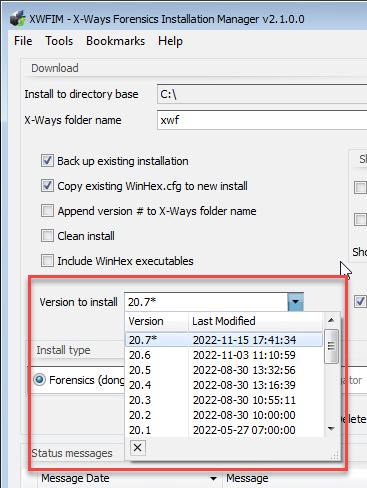 XWFIM - X-Ways Forensics Installation Manager v2.1.0.0
File Tools Bookmarks Help
Download
Install to directory base C:\
X-Ways folder name xwf
Back up existing installation
Copy existing WinHex.cfg to new install
Append version # to X-Ways folder name
Clean install
Include WinHex executables
Version to install 20.7*
Version Last Modified
20.7* 2022-11-15 17:41:34
20.6 2022-11-03 11:10:59
20.5 2022-08-30 13:32:56
20.4 2022-08-30 13:16:39
20.3 2022-08-30 10:55:11
20.2 2022-08-30 10:00:00
20.1 2022-05-27 07:00:00
Install type
Forensics (dong
Status messages
Message Date Message